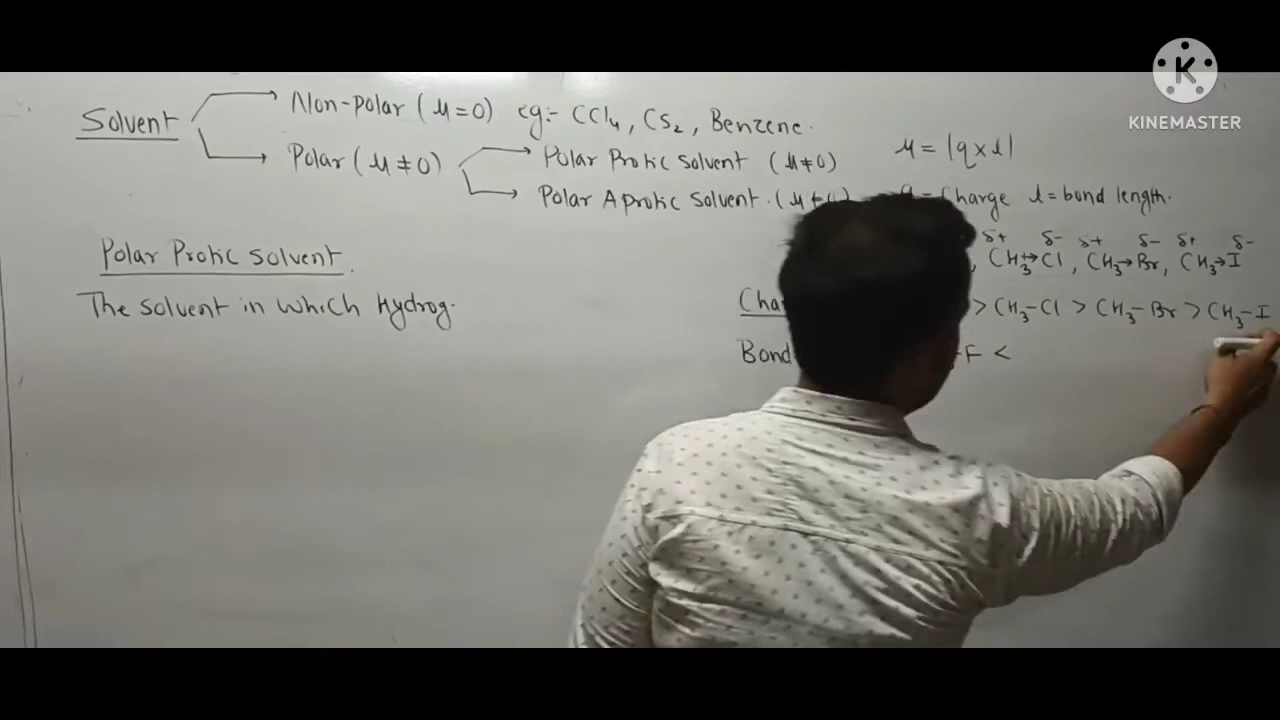 KINEMASTER
Solvent
Non-polar (μ=0) eg:- CCl₄, CS₂, Benzene.
Polar (μ≠0)
Polar Protic Solvent (μ≠0)
Polar Aprotic Solvent. (μ≠
μ = |q×l|
Charge l = bond length.
δ+ δ- δ+ δ- δ+ δ-
, CH₃→Cl , CH₃→Br, CH₃→I
Polar Protic Solvent.
The Solvent in Which hydrog.
Cha
> CH₃-Cl > CH₃-Br > CH₃-I
Bond
-F <